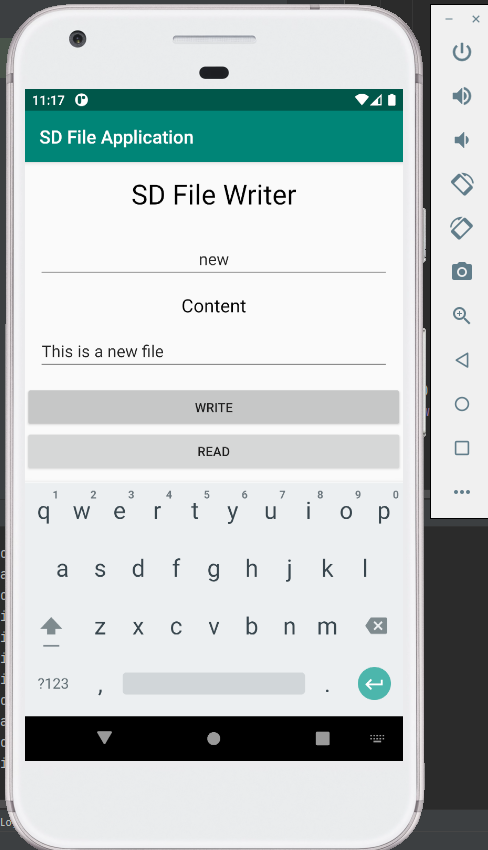 11:17
SD File Application
SD File Writer
new
Content
This is a new file
WRITE
READ
1 2 3 4 5 6 7 8 9 0
q w e r t y u i o p
a s d f g h j k l
z x c v b n m
?123 , .
Lo